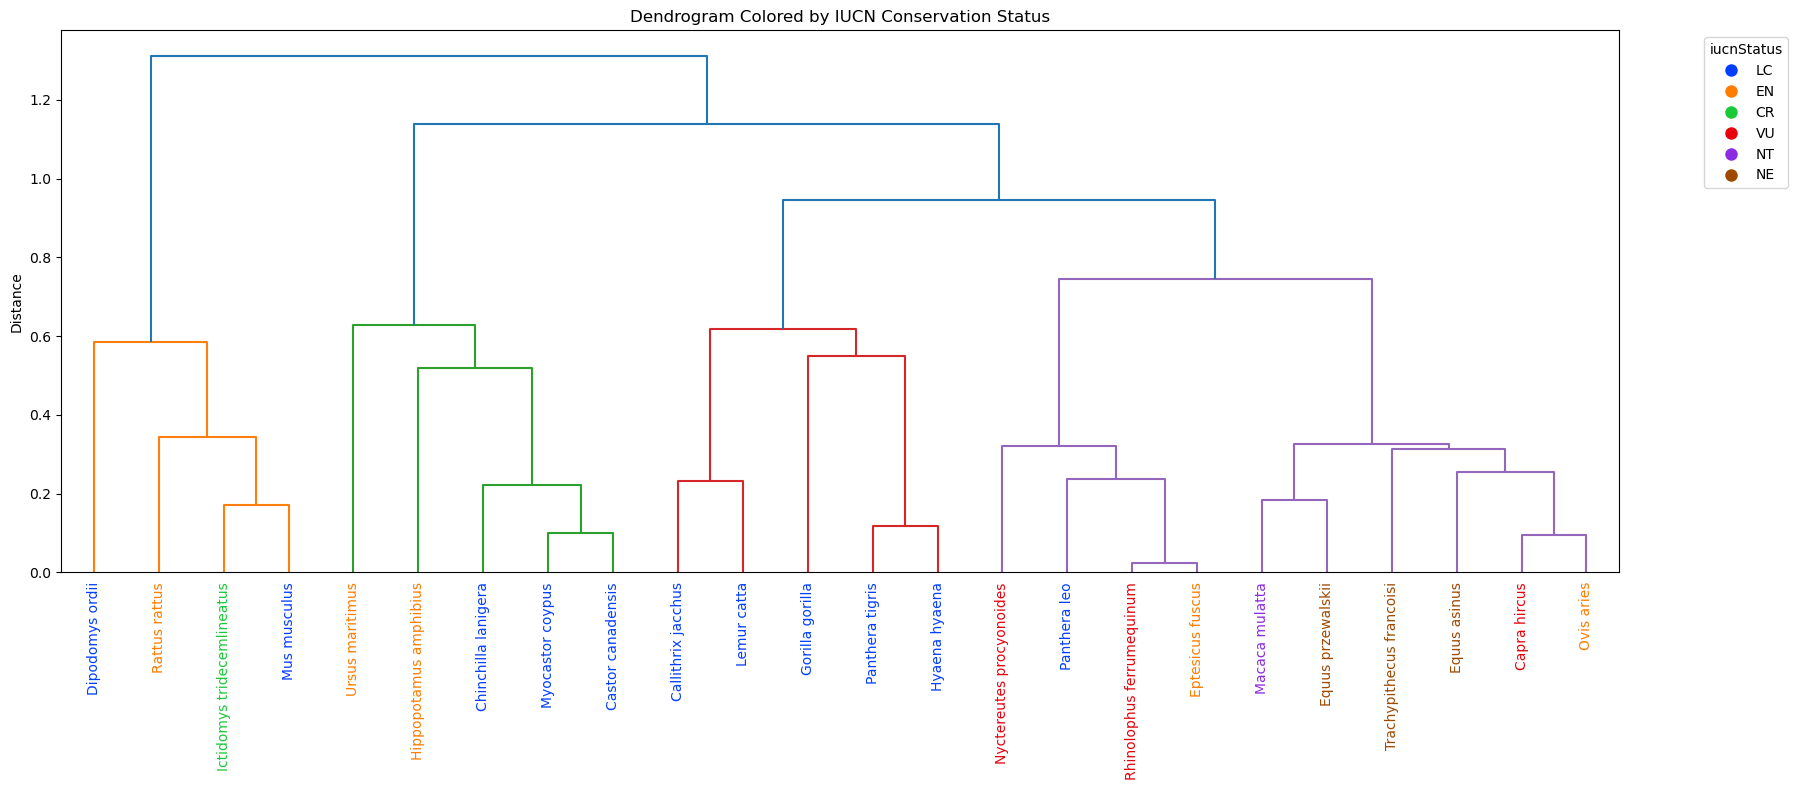 Dendrogram Colored by IUCN Conservation Status
iucnStatus
LC
EN
CR
VU
NT
NE
Distance
1.2
1.0
0.8
0.6
0.4
0.2
0.0
Dipodomys ordii
Rattus rattus
Ictidomys tridecemlineatus
Mus musculus
Ursus maritimus
Hippopotamus amphibius
Chinchilla lanigera
Myocastor coypus
Castor canadensis
Callithrix jacchus
Lemur catta
Gorilla gorilla
Panthera tigris
Hyaena hyaena
Nyctereutes procyonoides
Panthera leo
Rhinolophus ferrumequinum
Eptesicus fuscus
Macaca mulatta
Equus przewalskii
Trachypithecus francoisi
Equus asinus
Capra hircus
Ovis aries